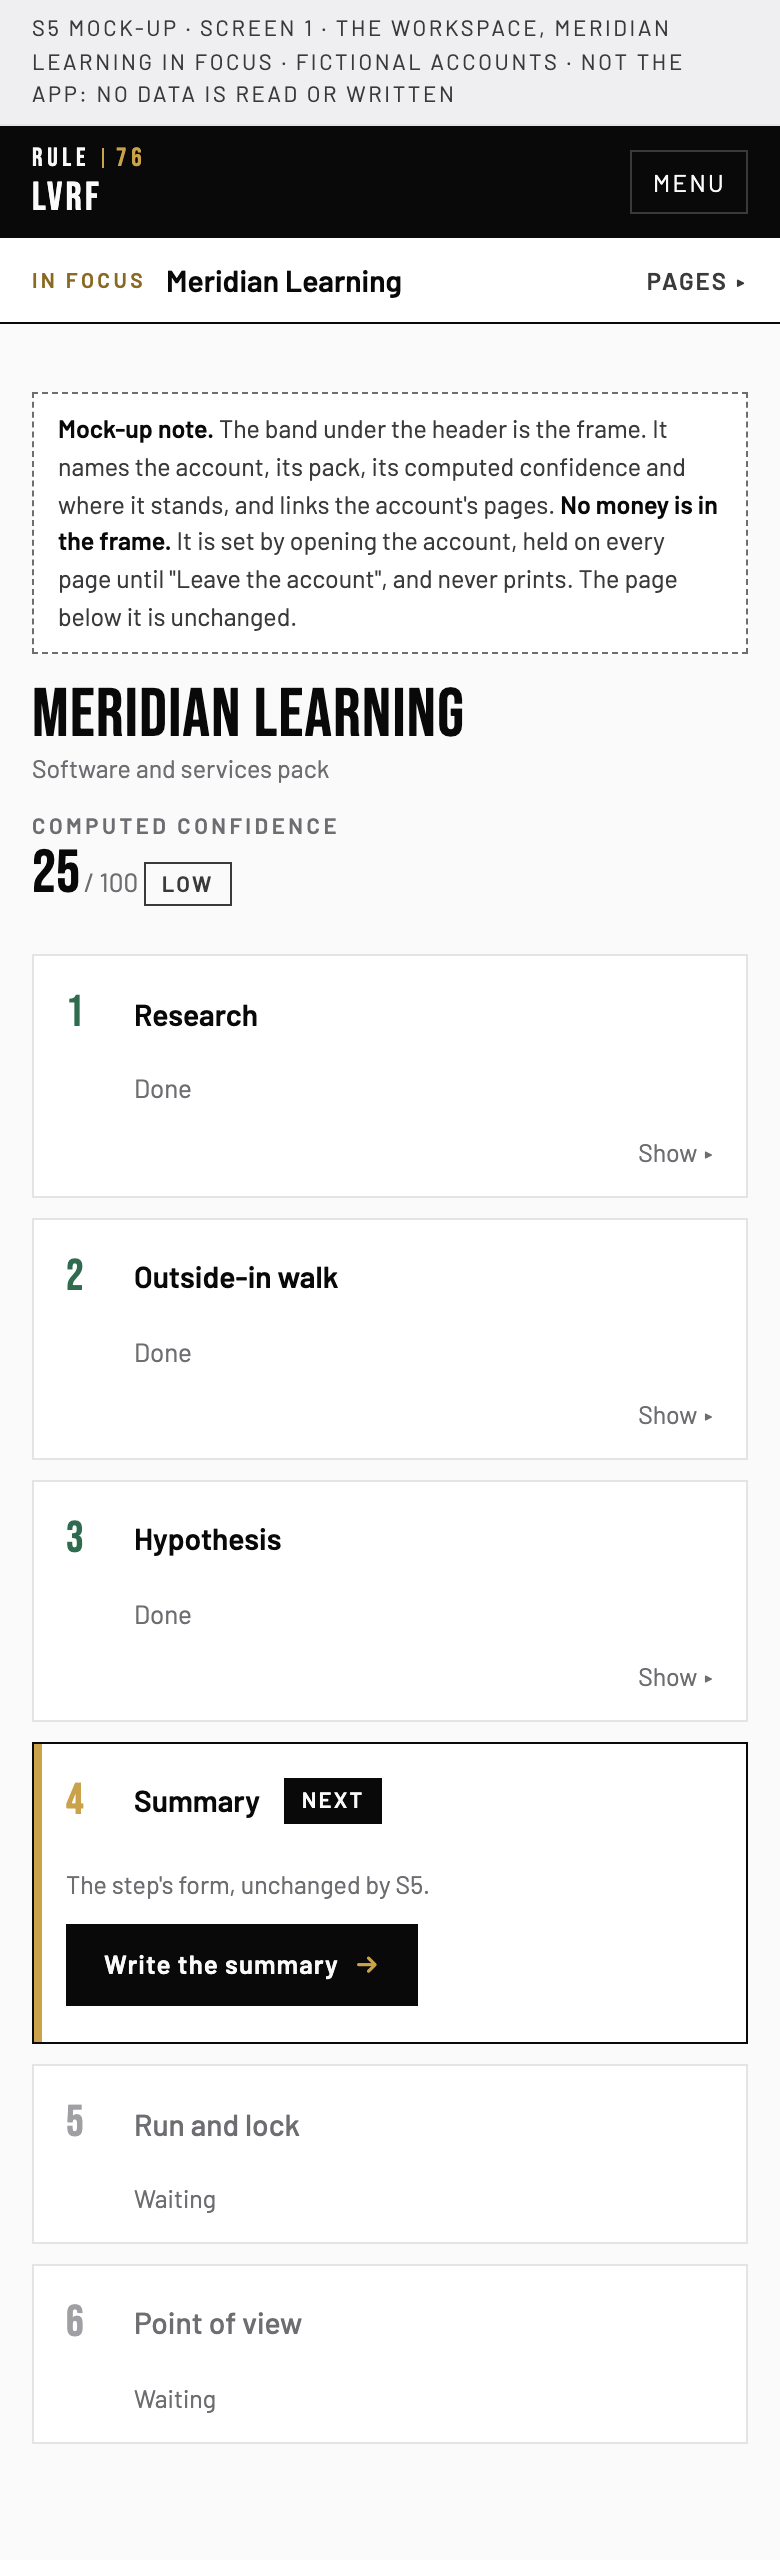 S5 MOCK-UP · SCREEN 1 · THE WORKSPACE, MERIDIAN
LEARNING IN FOCUS · FICTIONAL ACCOUNTS · NOT THE
APP: NO DATA IS READ OR WRITTEN
RULE | 76
LVRF
MENU
IN FOCUS Meridian Learning PAGES ▸
Mock-up note. The band under the header is the frame. It
names the account, its pack, its computed confidence and
where it stands, and links the account's pages. No money is in
the frame. It is set by opening the account, held on every
page until "Leave the account", and never prints. The page
below it is unchanged.
MERIDIAN LEARNING
Software and services pack
COMPUTED CONFIDENCE
25 / 100 LOW
1 Research
Done
Show ▸
2 Outside-in walk
Done
Show ▸
3 Hypothesis
Done
Show ▸
4 Summary NEXT
The step's form, unchanged by S5.
Write the summary →
5 Run and lock
Waiting
6 Point of view
Waiting